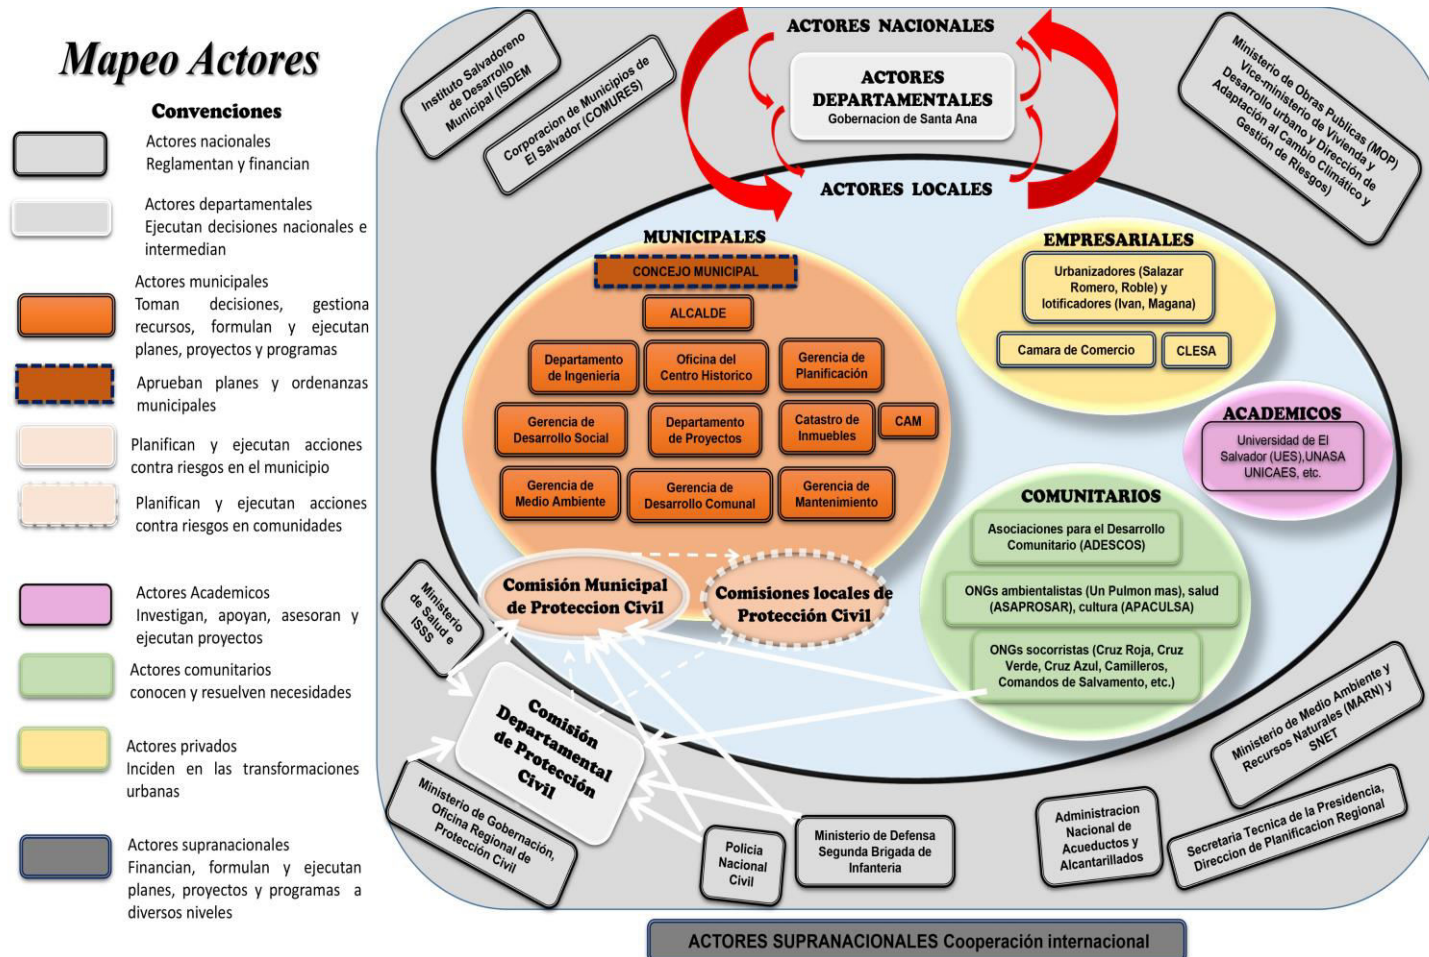 Mapeo Actores
Convenciones
Actores nacionales
Reglamentan y financian
Actores departamentales
Ejecutan decisiones nacionales e
intermedian
Actores municipales
Toman decisiones, gestiona
recursos, formulan y ejecutan
planes, proyectos y programas
Aprueban planes y ordenanzas
municipales
Planifican y ejecutan acciones
contra riesgos en el municipio
Planifican y ejecutan acciones
contra riesgos en comunidades
Actores Academicos
Investigan, apoyan, asesoran y
ejecutan proyectos
Actores comunitarios
conocen y resuelven necesidades
Actores privados
Inciden en las transformaciones
urbanas
Actores supranacionales
Financian, formulan y ejecutan
planes, proyectos y programas a
diversos niveles
Instituto Salvadoreno
de Desarrollo
Municipal (ISDEM)
Corporacion de Municipios de
El Salvador (COMURES)
ACTORES NACIONALES
ACTORES
DEPARTAMENTALES
Gobernacion de Santa Ana
Ministerio de Obras Publicas (MOP)
Vice-ministerio de Vivienda y
Desarrollo urbano y Dirección de
Adaptación al Cambio Climático y
Gestión de Riesgos)
ACTORES LOCALES
MUNICIPALES
CONCEJO MUNICIPAL
ALCALDE
Departamento
de Ingeniería
Oficina del
Centro Historico
Gerencia de
Planificación
Gerencia de
Desarrollo Social
Departamento
de Proyectos
Catastro de
Inmuebles
CAM
Gerencia de
Medio Ambiente
Gerencia de
Desarrollo Comunal
Gerencia de
Mantenimiento
Comisión Municipal
de Proteccion Civil
Comisiones locales de
Protección Civil
EMPRESARIALES
Urbanizadores (Salazar
Romero, Roble) y
lotificadores (Ivan, Magana)
Camara de Comercio
CLESA
ACADEMICOS
Universidad de El
Salvador (UES),UNASA
UNICAES, etc.
COMUNITARIOS
Asociaciones para el Desarrollo
Comunitario (ADESCOS)
ONGs ambientalistas (Un Pulmon mas), salud
(ASAPROSAR), cultura (APACULSA)
ONGs socorristas (Cruz Roja, Cruz
Verde, Cruz Azul, Camilleros,
Comandos de Salvamento, etc.)
Ministerio
de Salud e
ISSS
Comisión
Departamental
de Protección
Civil
Ministerio de Gobernación,
Oficina Regional de
Protección Civil
Policia
Nacional
Civil
Ministerio de Defensa
Segunda Brigada de
Infanteria
Administracion
Nacional de
Acueductos y
Alcantarillados
Ministerio de Medio Ambiente y
Recursos Naturales (MARN) y
SNET
Secretaria Tecnica de la Presidencia,
Direccion de Planificacion Regional
ACTORES SUPRANACIONALES Cooperación internacional